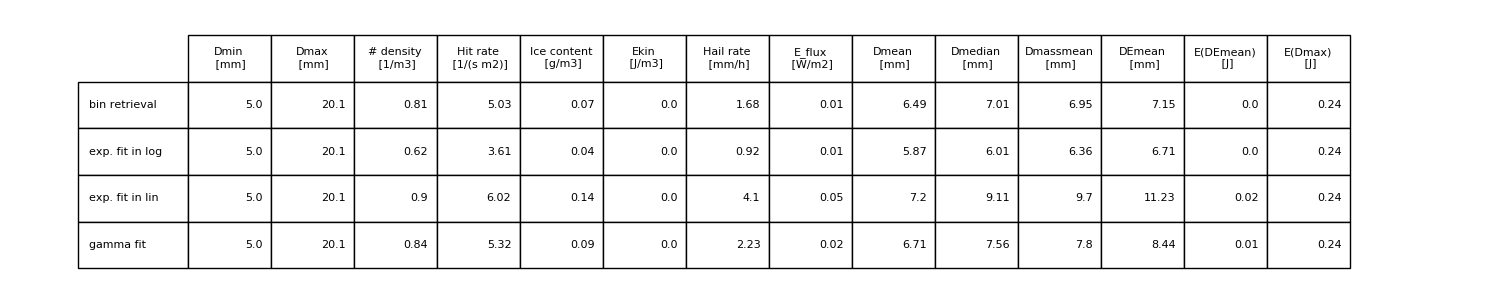 Dmin Dmax # density Hit rate Ice content Ekin Hail rate E_flux Dmean Dmedian Dmassmean DEmean E(DEmean) E(Dmax)
[mm] [mm] [1/m3] [1/(s m2)] [g/m3] [J/m3] [mm/h] [W/m2] [mm] [mm] [mm] [mm] [J] [J]
bin retrieval 5.0 20.1 0.81 5.03 0.07 0.0 1.68 0.01 6.49 7.01 6.95 7.15 0.0 0.24
exp. fit in log 5.0 20.1 0.62 3.61 0.04 0.0 0.92 0.01 5.87 6.01 6.36 6.71 0.0 0.24
exp. fit in lin 5.0 20.1 0.9 6.02 0.14 0.0 4.1 0.05 7.2 9.11 9.7 11.23 0.02 0.24
gamma fit 5.0 20.1 0.84 5.32 0.09 0.0 2.23 0.02 6.71 7.56 7.8 8.44 0.01 0.24